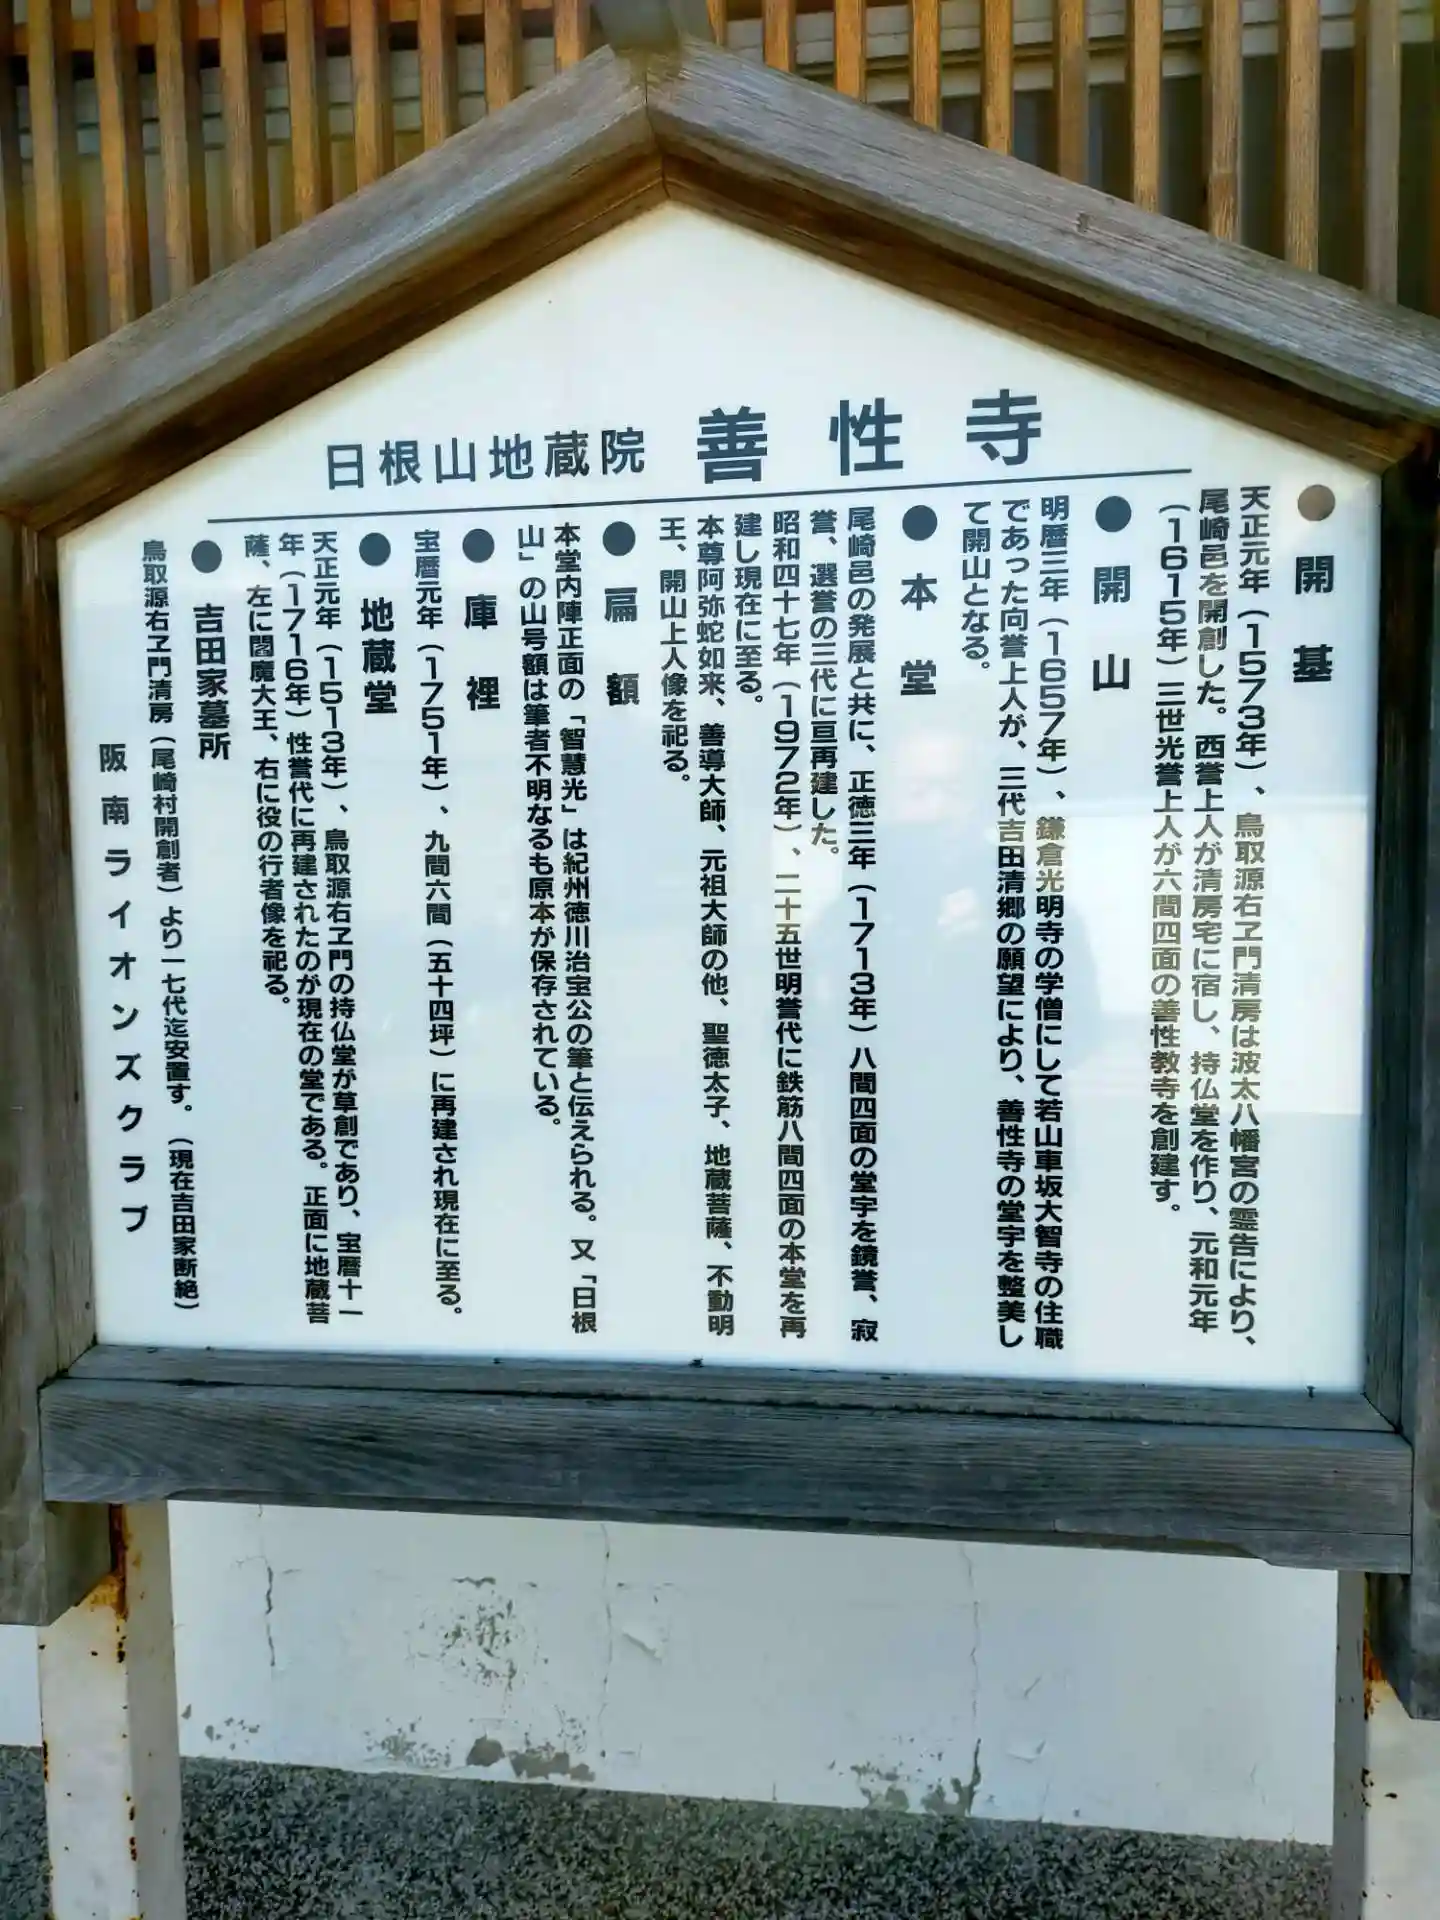 日根山地蔵院 善性寺
●開基
天正元年（1573年）、鳥取源右ヱ門清房は波太八幡宮の霊告により、
尾崎邑を開創した。西誉上人が清房宅に宿し、持仏堂を作り、元和元年
（1615年）三世光誉上人が六間四面の善性教寺を創建す。
●開山
明暦三年（1657年）、鎌倉光明寺の学僧にして若山車坂大智寺の住職
であった向誉上人が、三代吉田清郷の願望により、善性寺の堂宇を整美し
て開山となる。
●本堂
尾崎邑の発展と共に、正徳三年（1713年）八間四面の堂宇を鏡誉、寂
誉、選誉の三代に亘再建した。
昭和四十七年（1972年）、二十五世明誉代に鉄筋八間四面の本堂を再
建し現在に至る。
本尊阿弥蛇如来、善導大師、元祖大師の他、聖徳太子、地蔵菩薩、不動明
王、開山上人像を祀る。
●扁額
本堂内陣正面の「智慧光」は紀州徳川治宝公の筆と伝えられる。又「日根
山」の山号額は筆者不明なるも原本が保存されている。
●庫裡
宝暦元年（1751年）、九間六間（五十四坪）に再建され現在に至る。
●地蔵堂
天正元年（1513年）、鳥取源右ヱ門の持仏堂が草創であり、宝暦十一
年（1716年）性誉代に再建されたのが現在の堂である。正面に地蔵菩
薩、左に閻魔大王、右に役の行者像を祀る。
●吉田家墓所
鳥取源右ヱ門清房（尾崎村開創者）より一七代迄安置す。（現在吉田家断絶）
阪南ライオンズクラブ